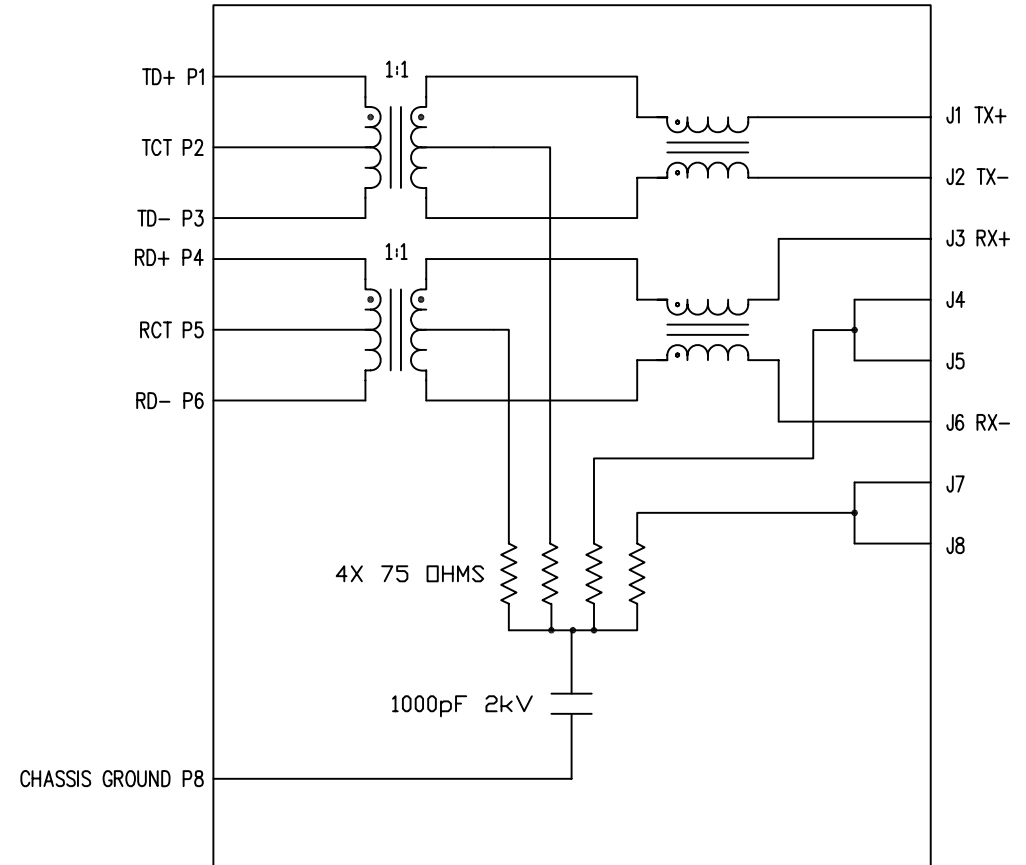 TD+ P1
1:1
J1 TX+
TCT P2
J2 TX-
TD- P3
J3 RX+
RD+ P4
1:1
J4
RCT P5
J5
RD- P6
J6 RX-
J7
J8
4X 75 OHMS
1000pF 2kV
CHASSIS GROUND P8